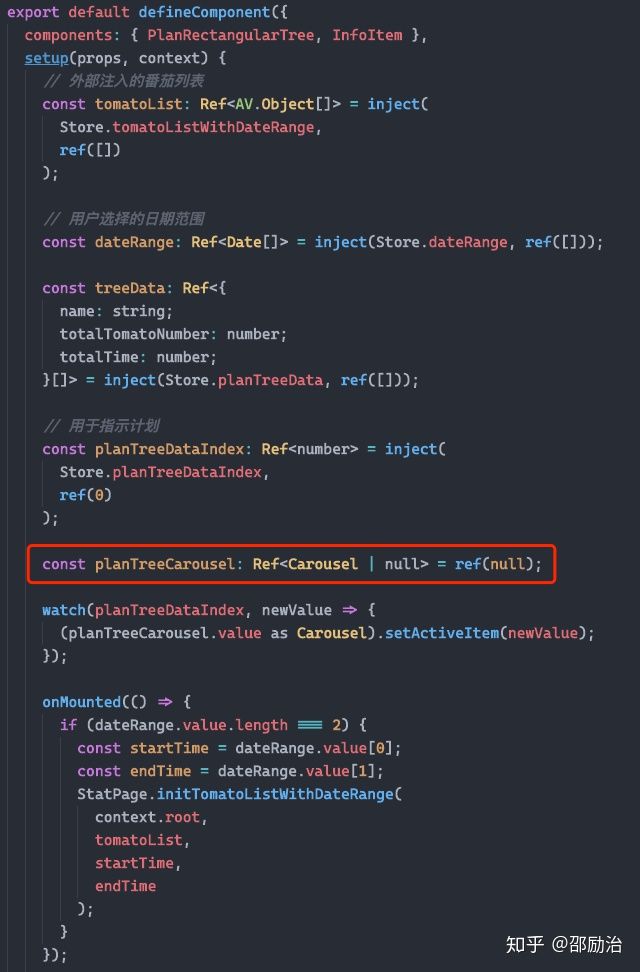 export default defineComponent({
components: { PlanRectangularTree, InfoItem },
setup(props, context) {
// 外部注入的番茄列表
const tomatoList: Ref<AV.Object[]> = inject(
Store.tomatoListWithDateRange,
ref([])
);
// 用户选择的日期范围
const dateRange: Ref<Date[]> = inject(Store.dateRange, ref([]));
const treeData: Ref<{
name: string;
totalTomatoNumber: number;
totalTime: number;
}[]> = inject(Store.planTreeData, ref([]));
// 用于指示计划
const planTreeDataIndex: Ref<number> = inject(
Store.planTreeDataIndex,
ref(0)
);
const planTreeCarousel: Ref<Carousel | null> = ref(null);
watch(planTreeDataIndex, newValue => {
(planTreeCarousel.value as Carousel).setActiveItem(newValue);
});
onMounted(() => {
if (dateRange.value.length === 2) {
const startTime = dateRange.value[0];
const endTime = dateRange.value[1];
StatPage.initTomatoListWithDateRange(
context.root,
tomatoList,
startTime,
endTime
);
}
});
知乎 @邵励治